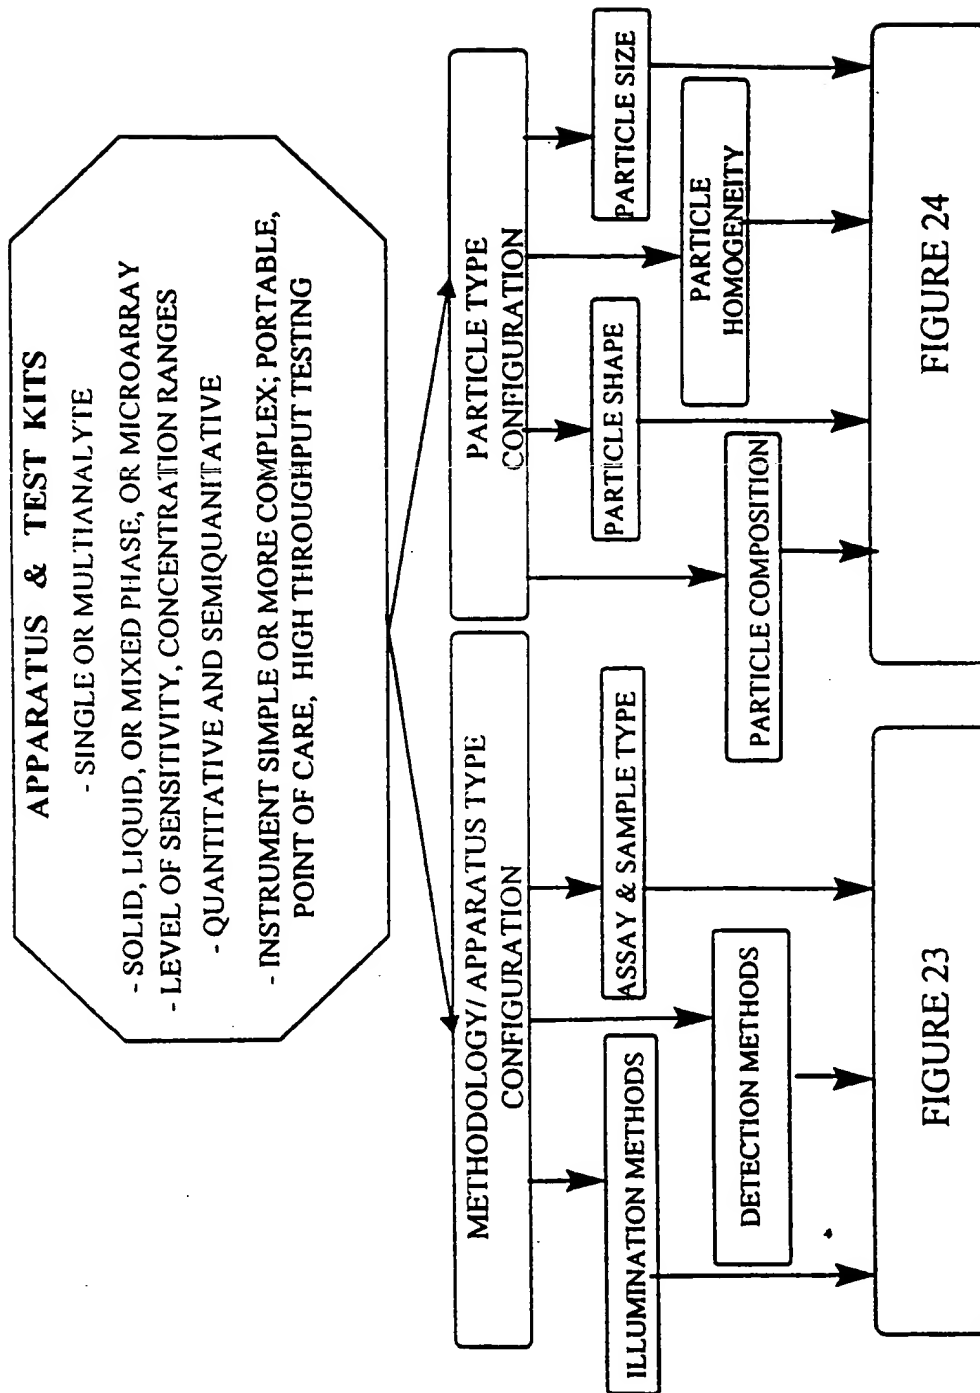 APPARATUS & TEST KITS
- SINGLE OR MULTIANALYTE
- SOLID, LIQUID, OR MIXED PHASE, OR MICROARRAY
- LEVEL OF SENSITIVITY, CONCENTRATION RANGES
- QUANTITATIVE AND SEMIQUANITATIVE
- INSTRUMENT SIMPLE OR MORE COMPLEX; PORTABLE,
POINT OF CARE, HIGH THROUGHPUT TESTING
METHODOLOGY/ APPARATUS TYPE
CONFIGURATION
ILLUMINATION METHODS
DETECTION METHODS
ASSAY & SAMPLE TYPE
FIGURE 23
PARTICLE TYPE
CONFIGURATION
PARTICLE COMPOSITION
PARTICLE SHAPE
PARTICLE
HOMOGENEITY
PARTICLE SIZE
FIGURE 24